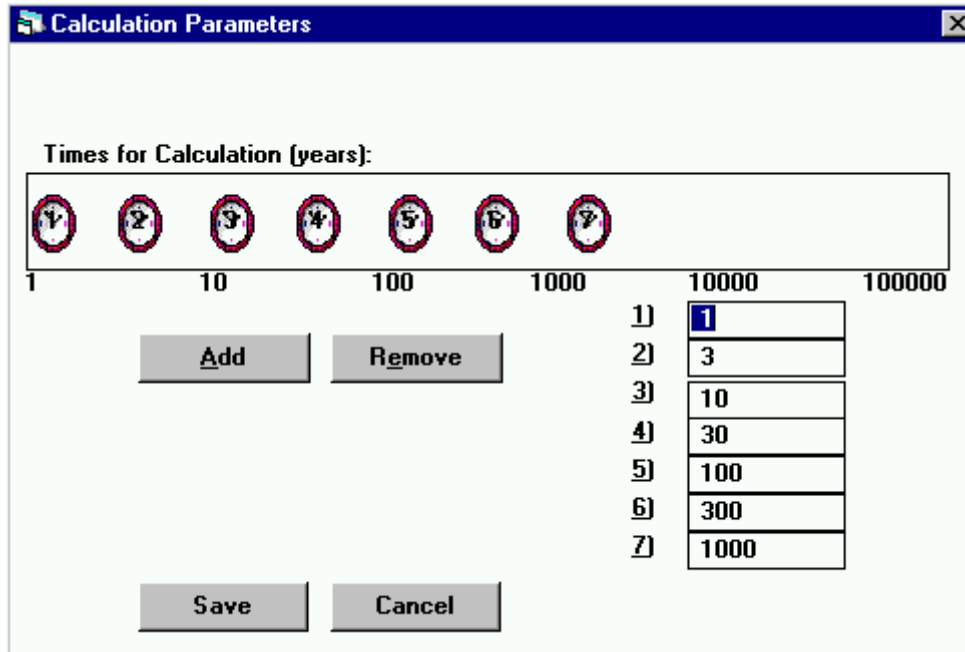 Calculation Parameters
Times for Calculation (years):
1 2 3 4 5 6 7
1 10 100 1000 10000 100000
1) 1
Add Remove
2) 3
3) 10
4) 30
5) 100
6) 300
7) 1000
Save Cancel